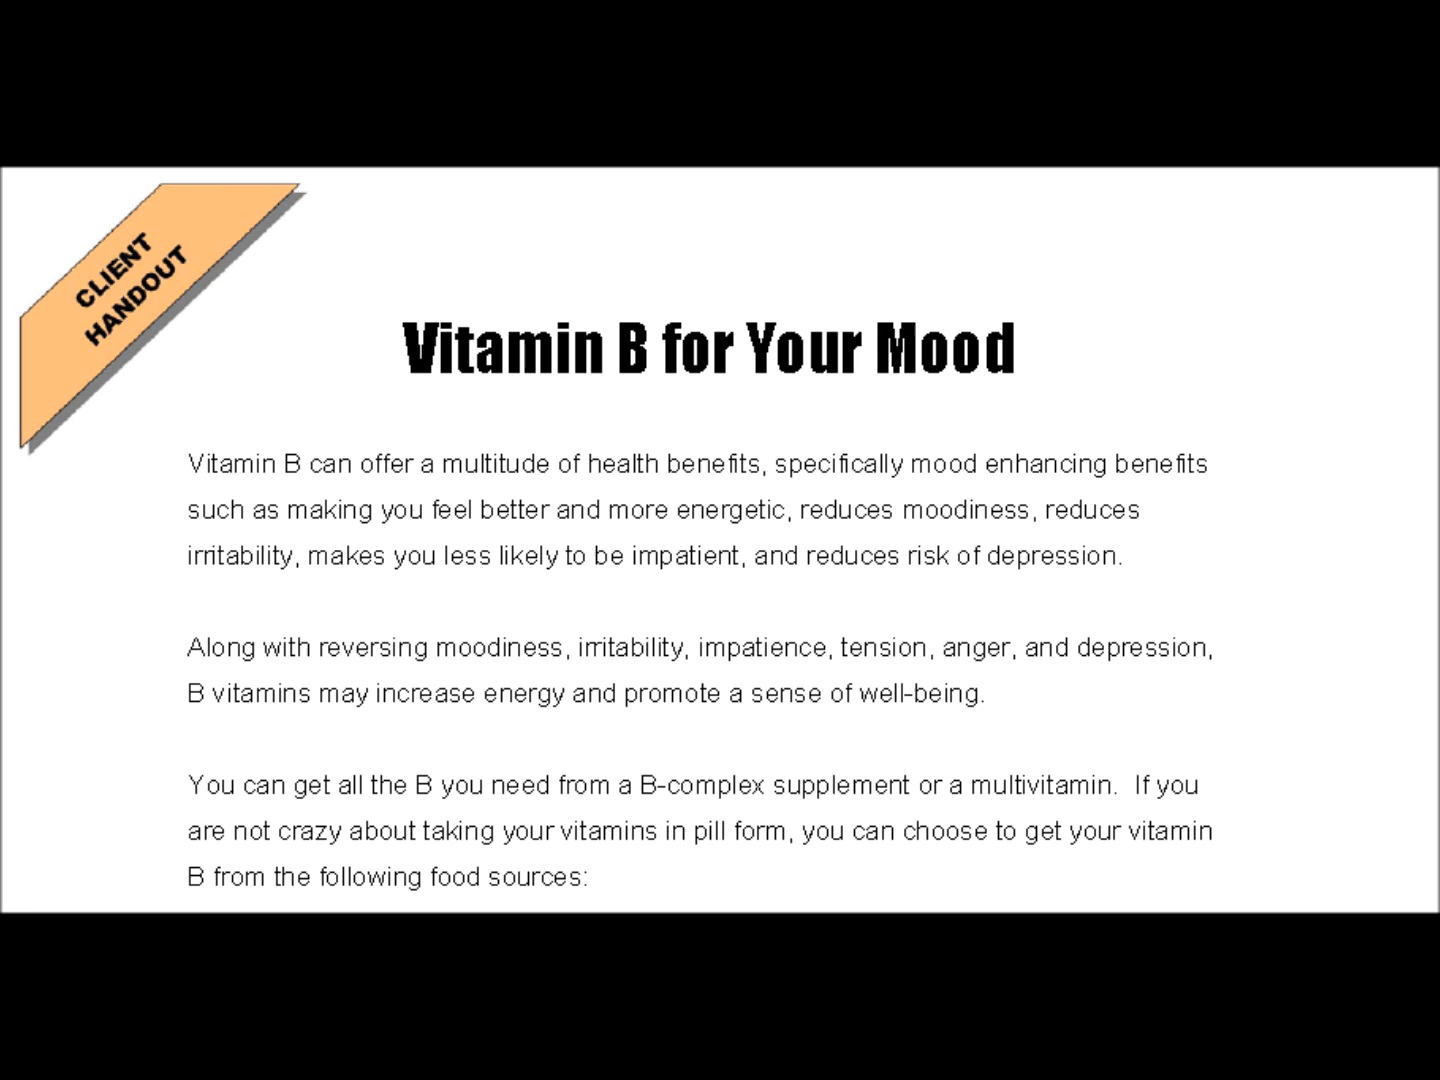 CLIENT
HANDOUT
Vitamin B for Your Mood
Vitamin B can offer a multitude of health benefits, specifically mood enhancing benefits
such as making you feel better and more energetic, reduces moodiness, reduces
irritability, makes you less likely to be impatient, and reduces risk of depression.
Along with reversing moodiness, irritability, impatience, tension, anger, and depression,
B vitamins may increase energy and promote a sense of well-being.
You can get all the B you need from a B-complex supplement or a multivitamin.  If you
are not crazy about taking your vitamins in pill form, you can choose to get your vitamin
B from the following food sources: